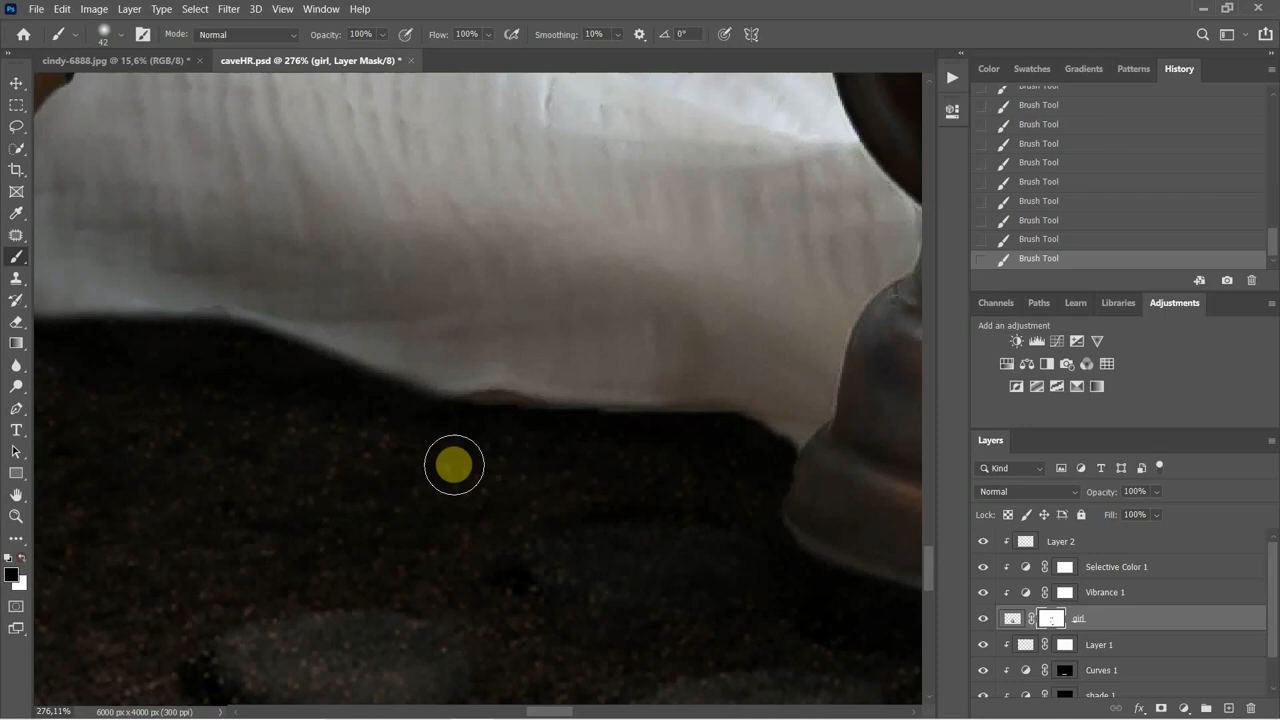 File Edit Image Layer Type Select Filter 3D View Window Help
42 Mode: Normal Opacity: 100% Flow: 100% Smoothing: 10% 0°
cindy-6888.jpg @ 15,6% (RGB/8) * × caveHR.psd @ 276% (girl, Layer Mask/8) * ×
Color Swatches Gradients Patterns History
Brush Tool
Brush Tool
Brush Tool
Brush Tool
Brush Tool
Brush Tool
Brush Tool
Brush Tool
Brush Tool
Channels Paths Learn Libraries Adjustments
Add an adjustment
Layers
Kind
Normal Opacity: 100%
Lock: Fill: 100%
Layer 2
Selective Color 1
Vibrance 1
girl
Layer 1
Curves 1
shade 1
276,11% 6000 px x 4000 px (300 ppi)